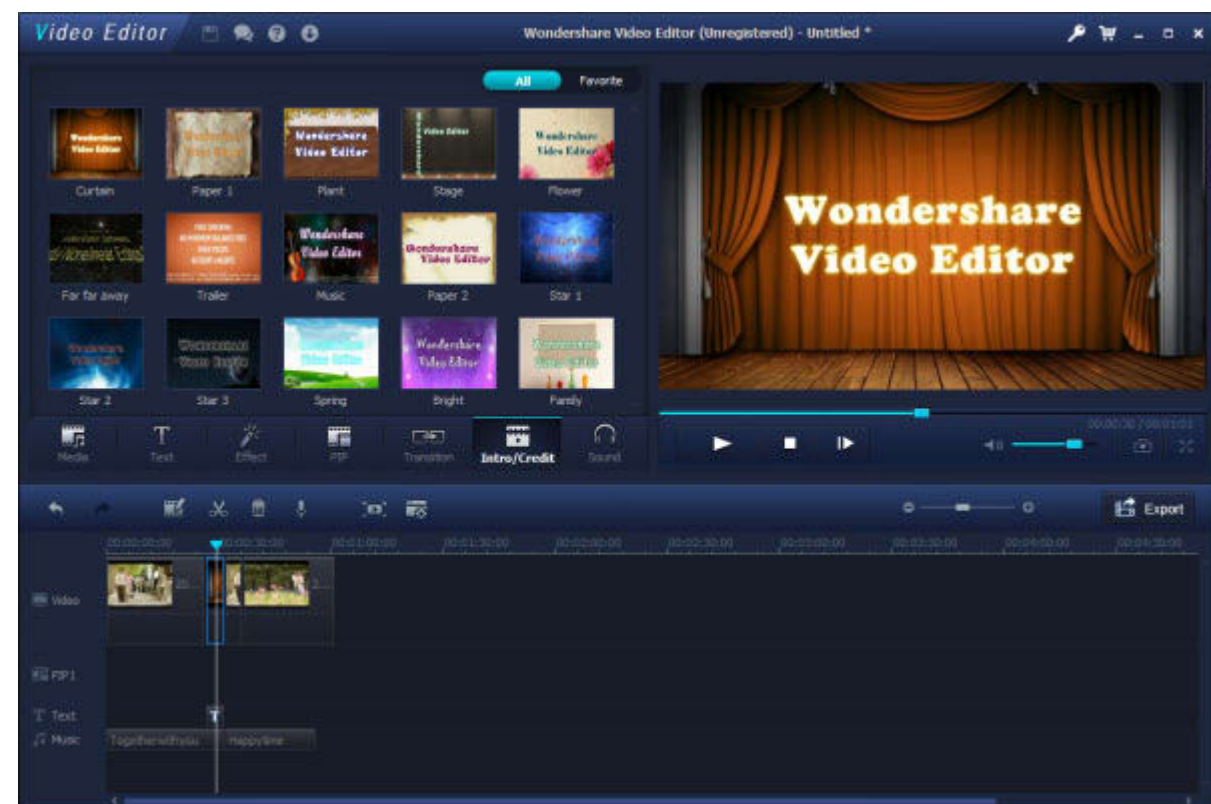 Video Editor
Wondershare Video Editor (Unregistered) - Untitled *
All
Favorite
Wondershare
Video Editor
Wondershare
Video Editor
Video Editor
Wondershare
Video Editor
Curtain
Paper 1
Plant
Stage
Flower
Wondershare
Video Editor
Wondershare
Video Editor
Far far away
Trailer
Music
Paper 2
Star 1
Wondershare
Video Editor
Star 2
Star 3
Spring
Bright
Family
Wondershare
Video Editor
Media
Text
Effect
PIP
Transition
Intro/Credit
Sound
Export
00:00:00:00
00:00:30:00
00:01:00:00
00:01:30:00
00:02:00:00
00:02:30:00
00:03:00:00
00:03:30:00
00:04:00:00
00:04:30:00
Video
PIP1
T Text
T
Music
Togetherwithyou
Happytime